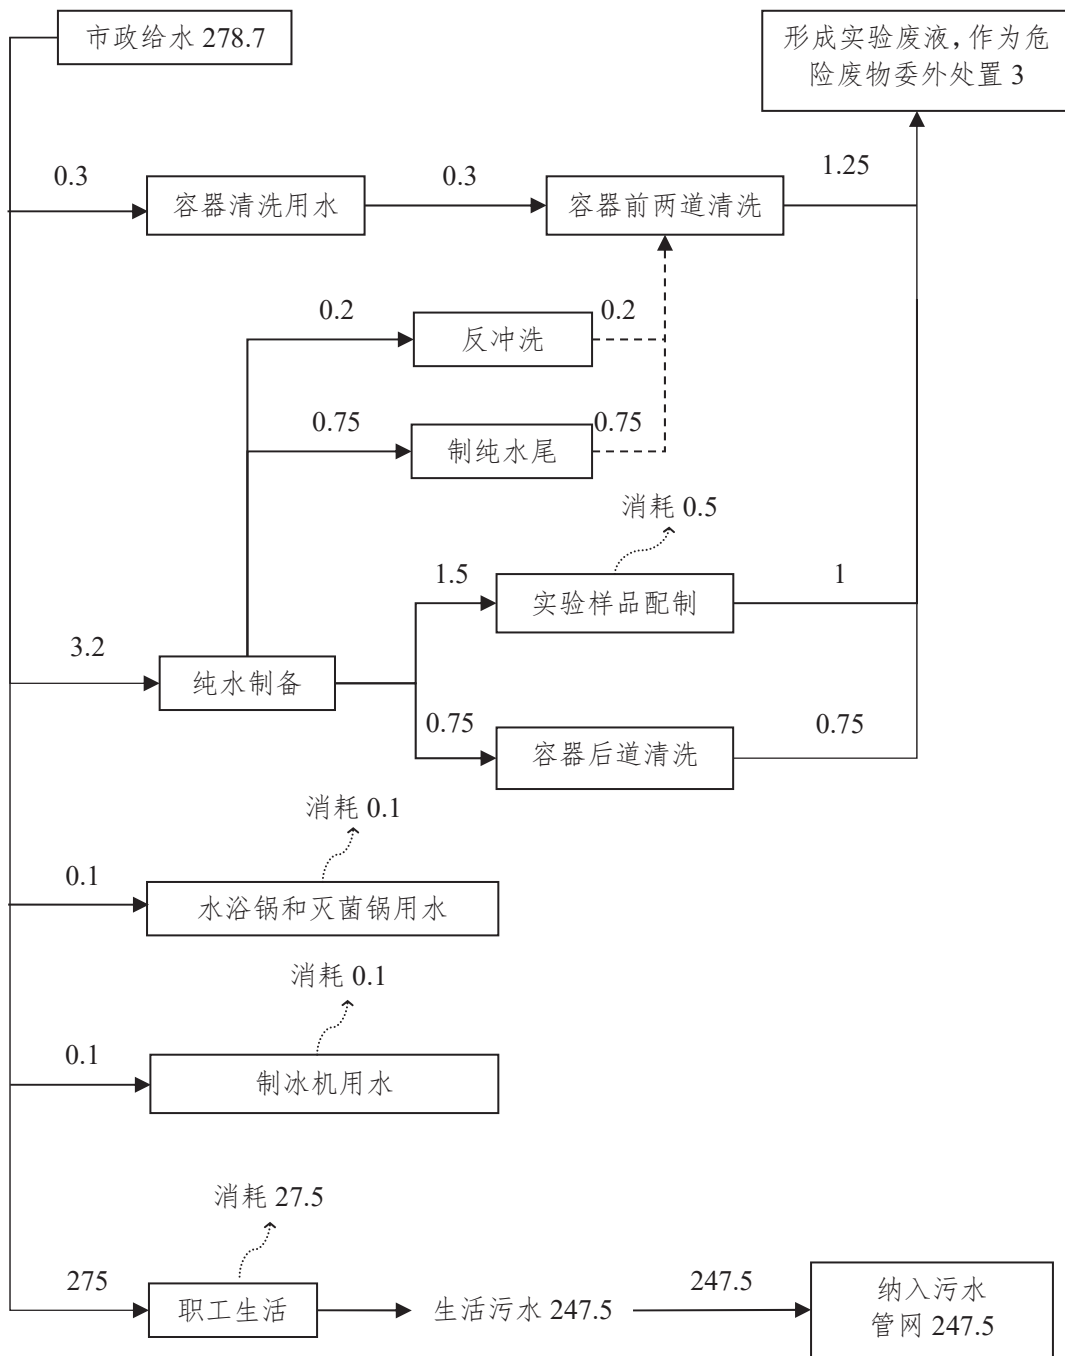 市政给水 278.7
形成实验废液,作为危
险废物委外处置 3
0.3
容器清洗用水
0.3
容器前两道清洗
1.25
0.2
反冲洗
0.2
0.75
制纯水尾
0.75
消耗 0.5
1.5
实验样品配制
1
3.2
纯水制备
0.75
容器后道清洗
0.75
消耗 0.1
0.1
水浴锅和灭菌锅用水
消耗 0.1
0.1
制冰机用水
消耗 27.5
275
职工生活
生活污水 247.5
247.5
纳入污水
管网 247.5